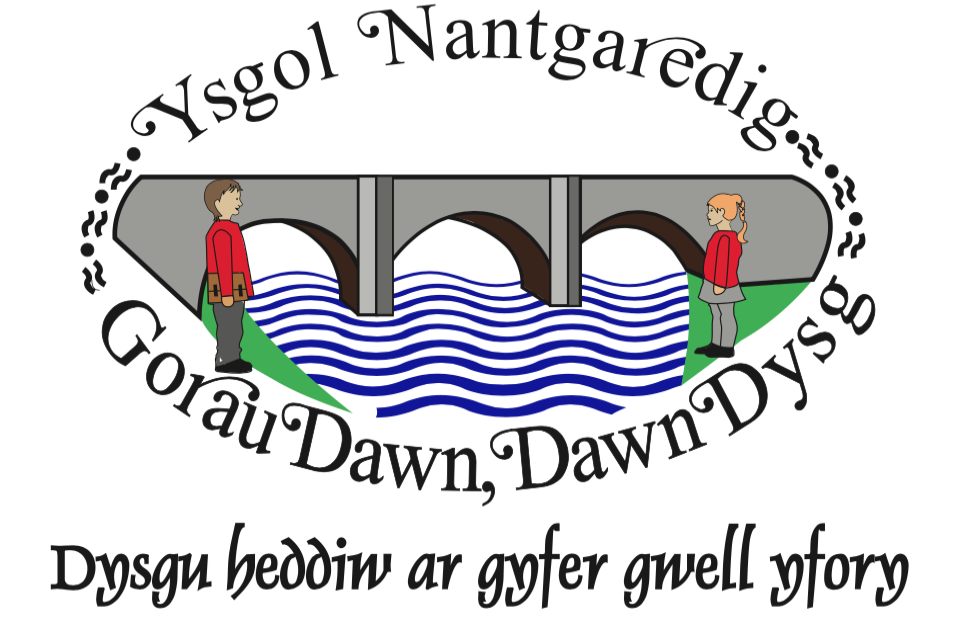 Ysgol Nantgaredig
Gorau Dawn, Dawn Dysg
Dysgu heddiw ar gyfer gwell yfory